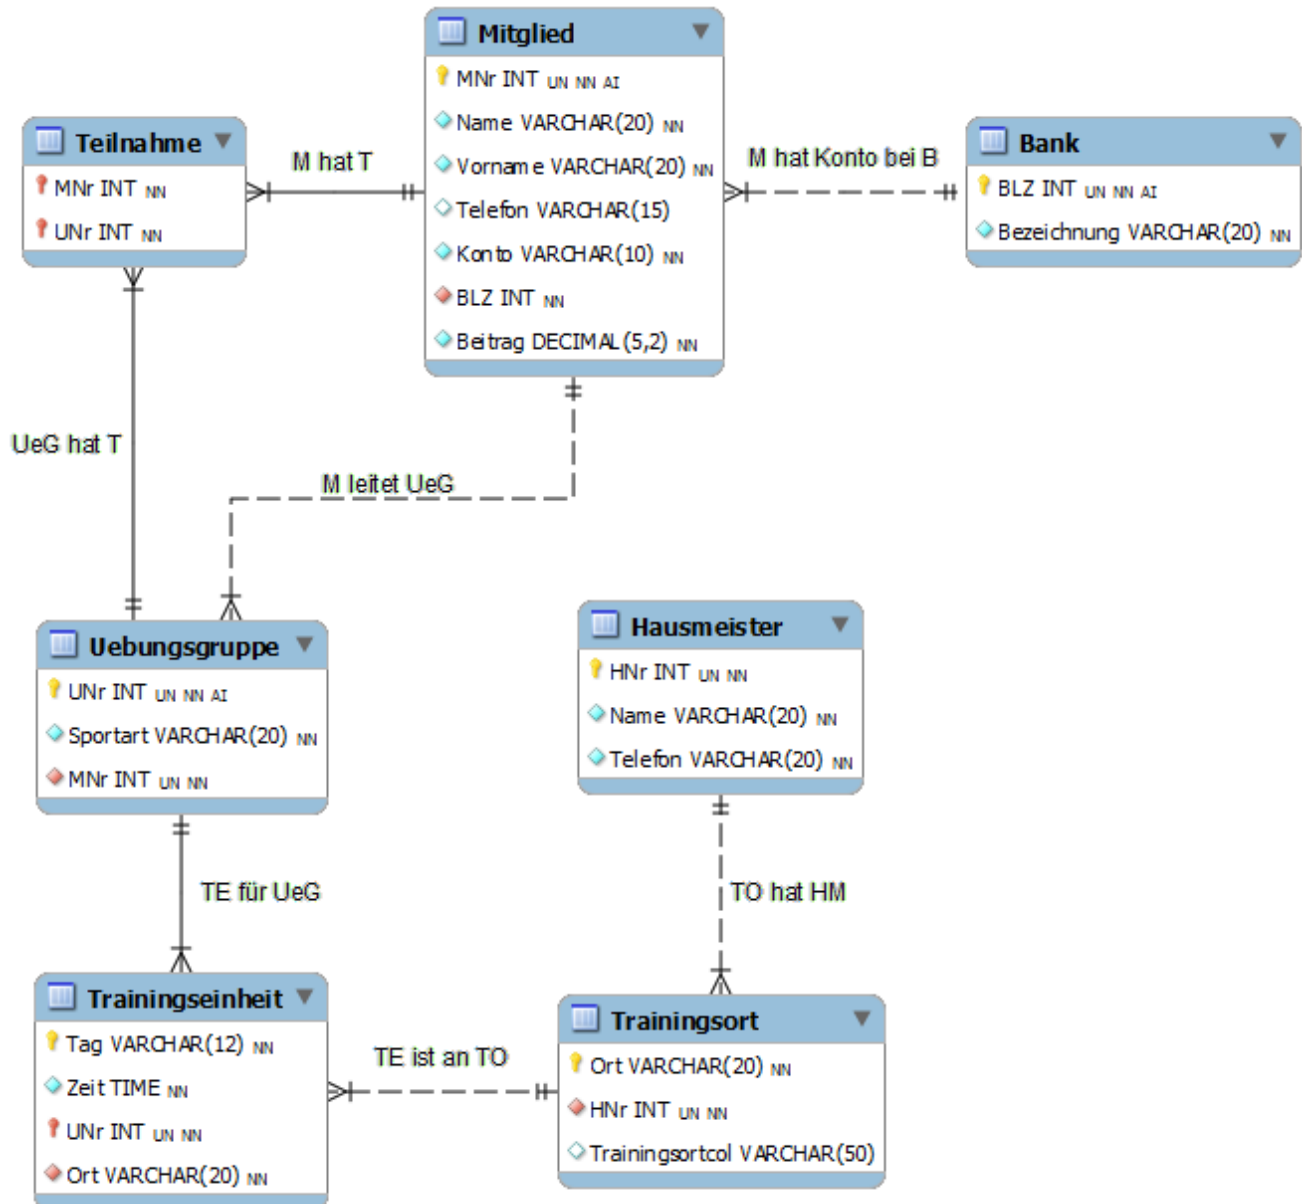 Mitglied
MNr INT UN NN AI
Name VARCHAR(20) NN
Vorname VARCHAR(20) NN
Telefon VARCHAR(15)
Konto VARCHAR(10) NN
BLZ INT NN
Beitrag DECIMAL(5,2) NN
Teilnahme
MNr INT NN
UNr INT NN
M hat T
M hat Konto bei B
Bank
BLZ INT UN NN AI
Bezeichnung VARCHAR(20) NN
UeG hat T
M leitet UeG
Uebungsgruppe
UNr INT UN NN AI
Sportart VARCHAR(20) NN
MNr INT UN NN
Hausmeister
HNr INT UN NN
Name VARCHAR(20) NN
Telefon VARCHAR(20) NN
TE für UeG
TO hat HM
Trainingseinheit
Tag VARCHAR(12) NN
Zeit TIME NN
UNr INT UN NN
Ort VARCHAR(20) NN
TE ist an TO
Trainingsort
Ort VARCHAR(20) NN
HNr INT UN NN
Trainingsortcol VARCHAR(50)